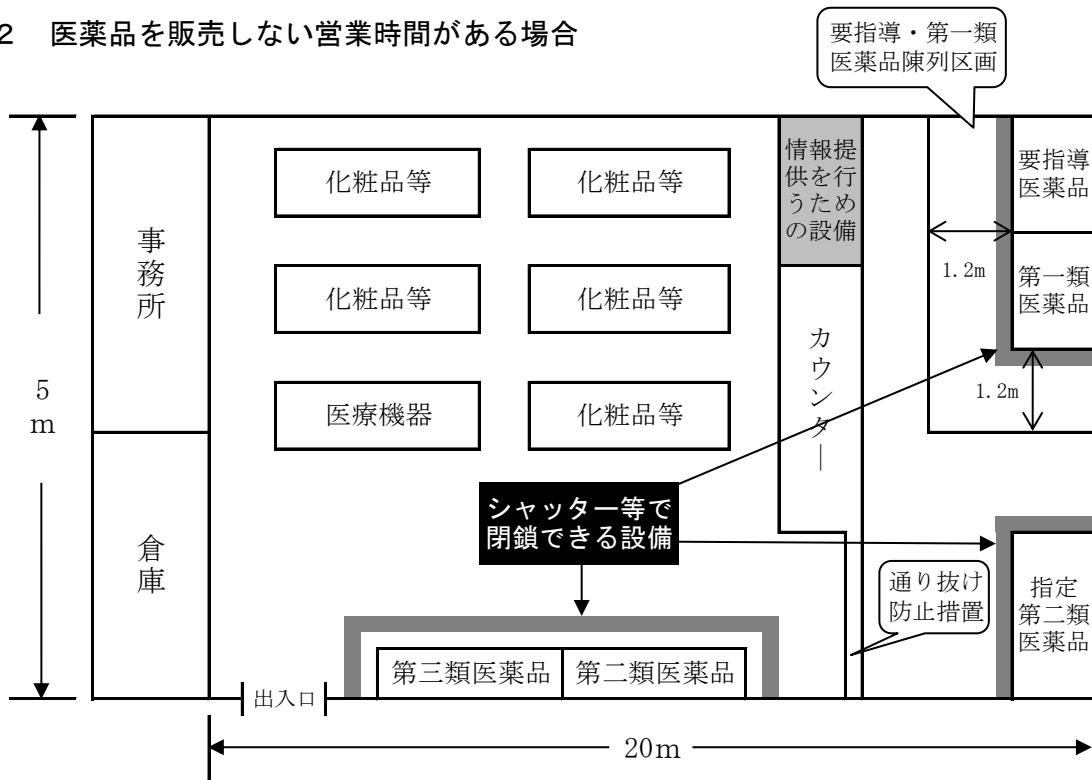 2　医薬品を販売しない営業時間がある場合
要指導・第一類
医薬品陳列区画
事務所
化粧品等
化粧品等
情報提
供を行
うため
の設備
要指導
医薬品
1.2m
化粧品等
化粧品等
第一類
医薬品
カウンター
5
m
医療機器
化粧品等
1.2m
シャッター等で
閉鎖できる設備
倉庫
通り抜け
防止措置
指定
第二類
医薬品
第三類医薬品
第二類医薬品
出入口
20m